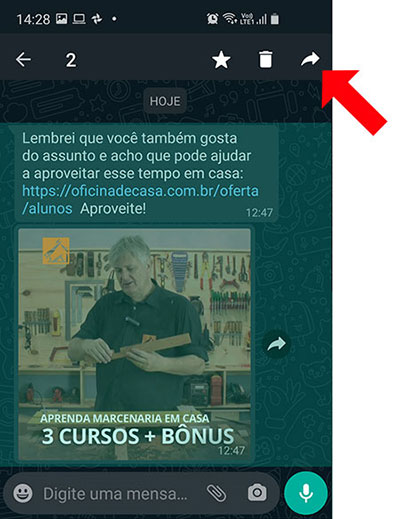 14:28
Vo))
LTE1
2
HOJE
Lembrei que você também gosta
do assunto e acho que pode ajudar
a aproveitar esse tempo em casa:
https://oficinadecasa.com.br/oferta
/alunos Aproveite!
12:47
APRENDA MARCENARIA EM CASA
3 CURSOS + BÔNUS
12:47
Digite uma mensa...